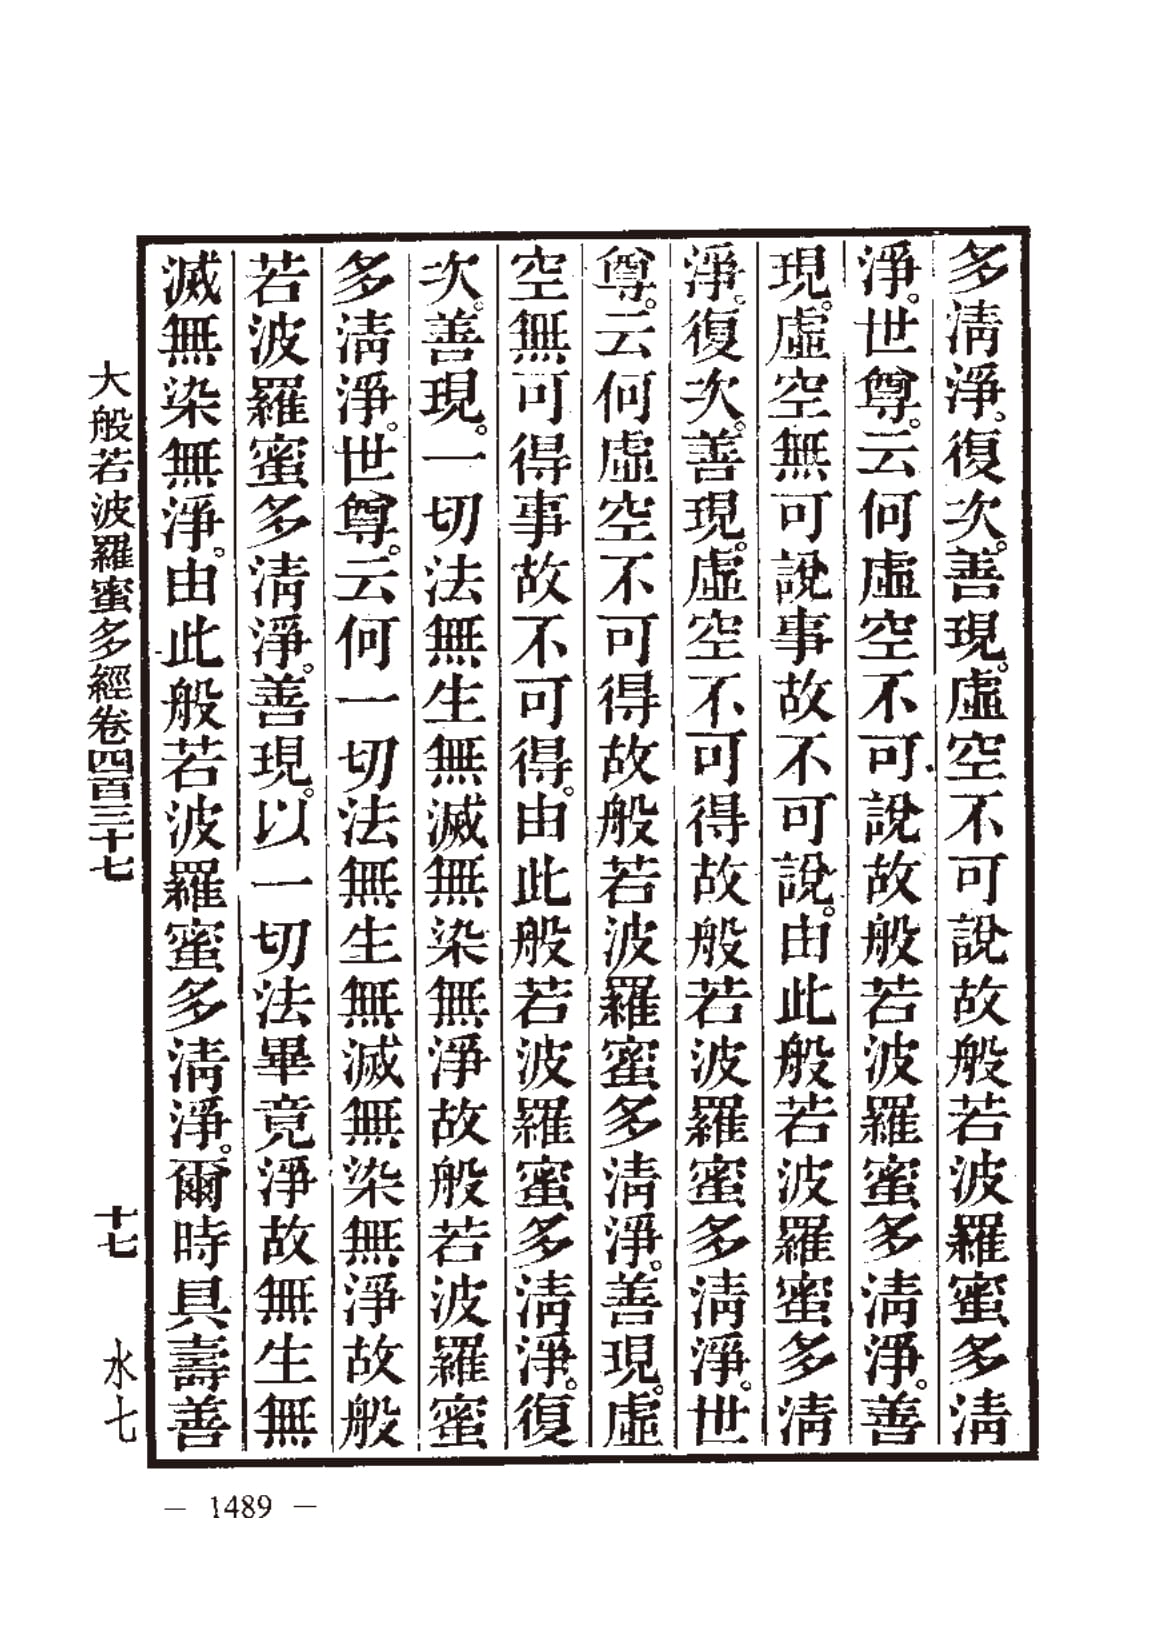 多清淨。復次。善現。虛空不可說故般若波羅蜜多清
淨。世尊。云何虛空不可說故般若波羅蜜多清淨。善
現。虛空無可說事故不可說。由此般若波羅蜜多清
淨。復次。善現。虛空不可得故般若波羅蜜多清淨。世
尊。云何虛空不可得故般若波羅蜜多清淨。善現。虛
空無可得事故不可得。由此般若波羅蜜多清淨。復
次。善現。一切法無生無滅無染無淨故般若波羅蜜
多清淨。世尊。云何一切法無生無滅無染無淨故般
若波羅蜜多清淨。善現。以一切法畢竟淨故無生無
滅無染無淨。由此般若波羅蜜多清淨。爾時具壽善
大般若波羅蜜多經卷四百三十七 十七 水七
— 1489 —